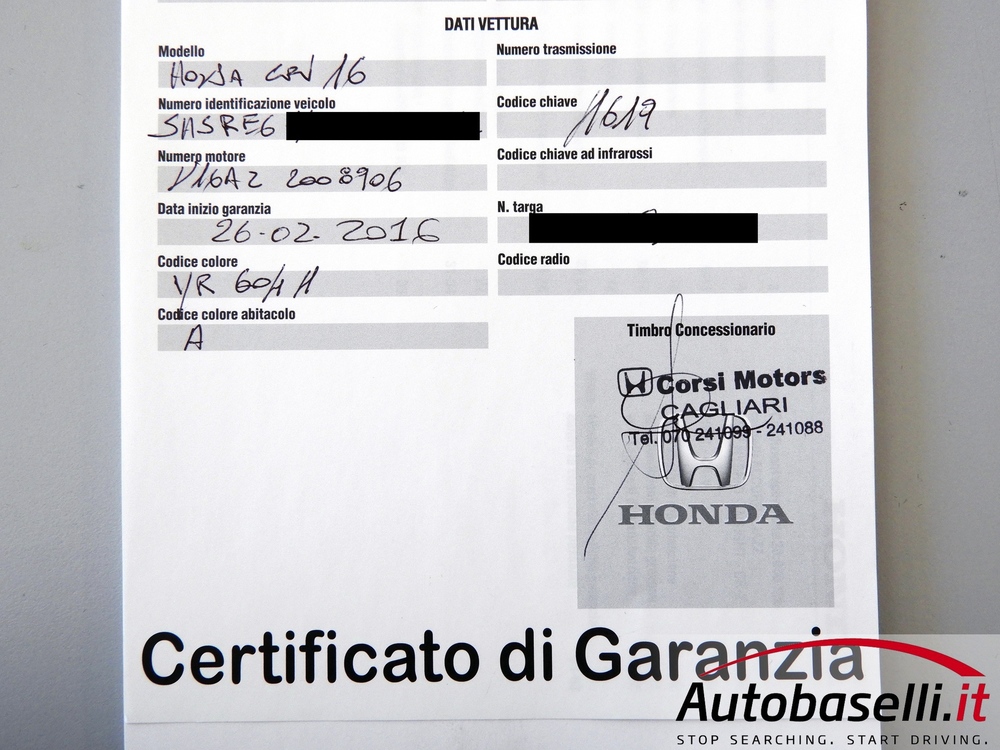 DATI VETTURA
Modello
HONDA CRV 16
Numero trasmissione
Numero identificazione veicolo
SHSRE6
Codice chiave
Numero motore
N16A2 2008906
Codice chiave ad infrarossi
Data inizio garanzia
26-02-2016
N. targa
Codice colore
YR
Codice radio
Codice colore abitacolo
A
Timbro Concessionario
Corsi Motors
CAGLIARI
Tel. 070 241099 - 241088
HONDA
Certificato di Garanzia
Autobaselli.it
STOP SEARCHING. START DRIVING.